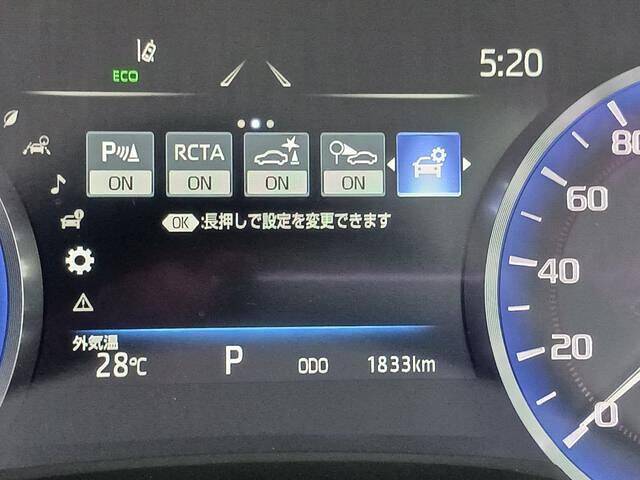 5:20
ECO
P RCTA
ON ON ON ON
OK :長押しで設定を変更できます
外気温
28℃ P ODO 1833km
80
60
40
20
0